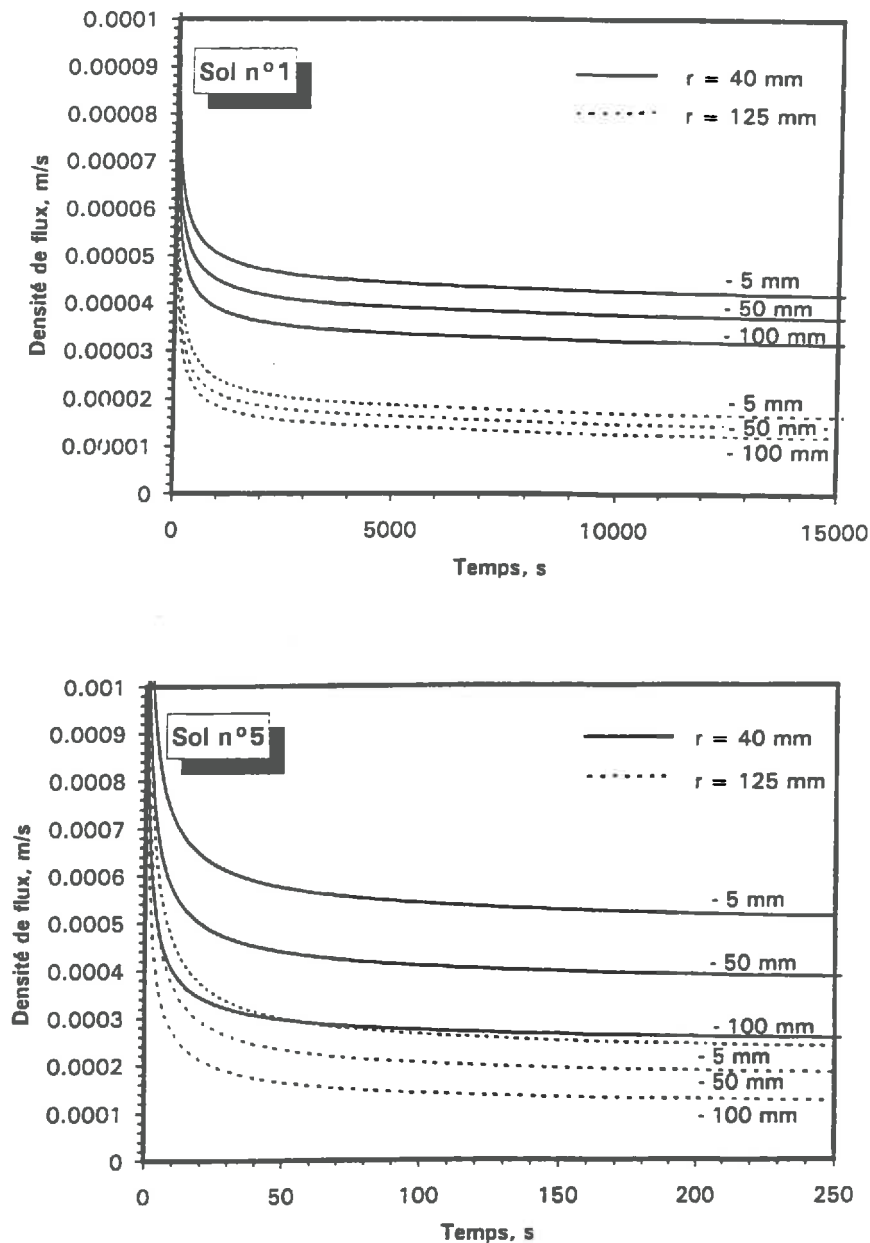 0.0001
0.00009
0.00008
0.00007
0.00006
0.00005
0.00004
0.00003
0.00002
0.00001
0
Densité de flux, m/s
Sol n°1
r = 40 mm
r = 125 mm
- 5 mm
- 50 mm
- 100 mm
- 5 mm
- 50 mm
- 100 mm
0 5000 10000 15000
Temps, s
0.001
0.0009
0.0008
0.0007
0.0006
0.0005
0.0004
0.0003
0.0002
0.0001
0
Densité de flux, m/s
Sol n°5
r = 40 mm
r = 125 mm
- 5 mm
- 50 mm
- 100 mm
- 5 mm
- 50 mm
- 100 mm
0 50 100 150 200 250
Temps, s